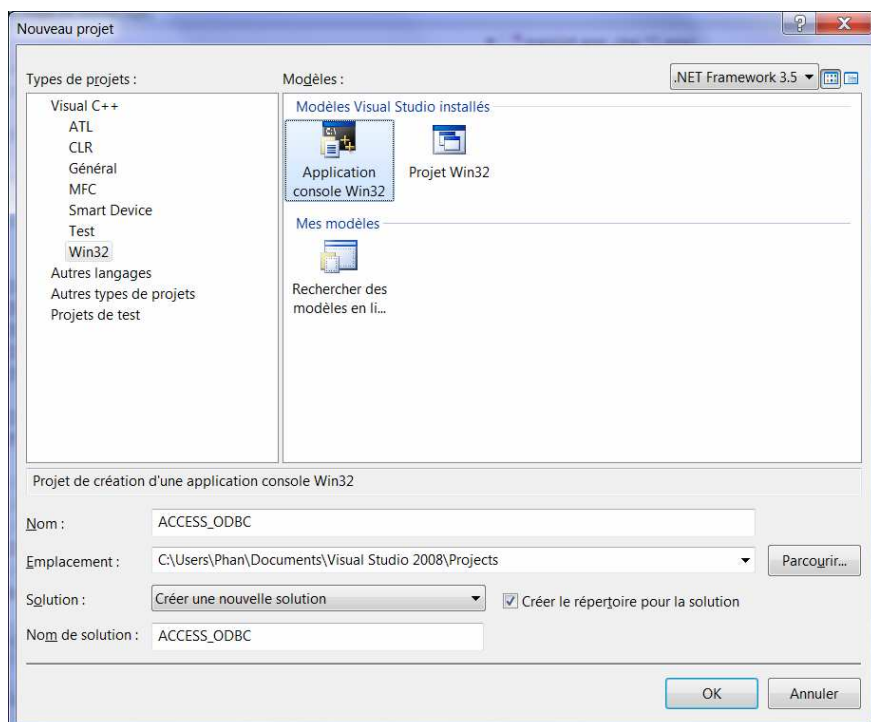 Nouveau projet
Types de projets :
Modèles :
.NET Framework 3.5
Visual C++
ATL
CLR
Général
MFC
Smart Device
Test
Win32
Autres langages
Autres types de projets
Projets de test
Modèles Visual Studio installés
Application
console Win32
Projet Win32
Mes modèles
Rechercher des
modèles en li...
Projet de création d'une application console Win32
Nom :
ACCESS_ODBC
Emplacement :
C:\Users\Phan\Documents\Visual Studio 2008\Projects
Parcourir...
Solution :
Créer une nouvelle solution
Créer le répertoire pour la solution
Nom de solution :
ACCESS_ODBC
OK
Annuler